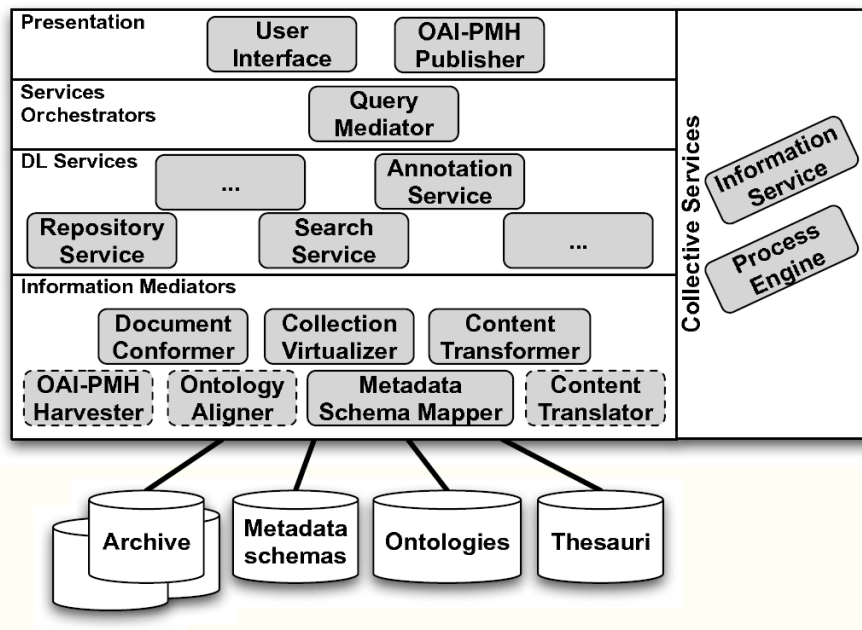 Presentation
User
Interface
OAI-PMH
Publisher
Services
Orchestrators
Query
Mediator
DL Services
...
Annotation
Service
Repository
Service
Search
Service
...
Information Mediators
Document
Conformer
Collection
Virtualizer
Content
Transformer
OAI-PMH
Harvester
Ontology
Aligner
Metadata
Schema Mapper
Content
Translator
Collective Services
Information
Service
Process
Engine
Archive
Metadata
schemas
Ontologies
Thesauri